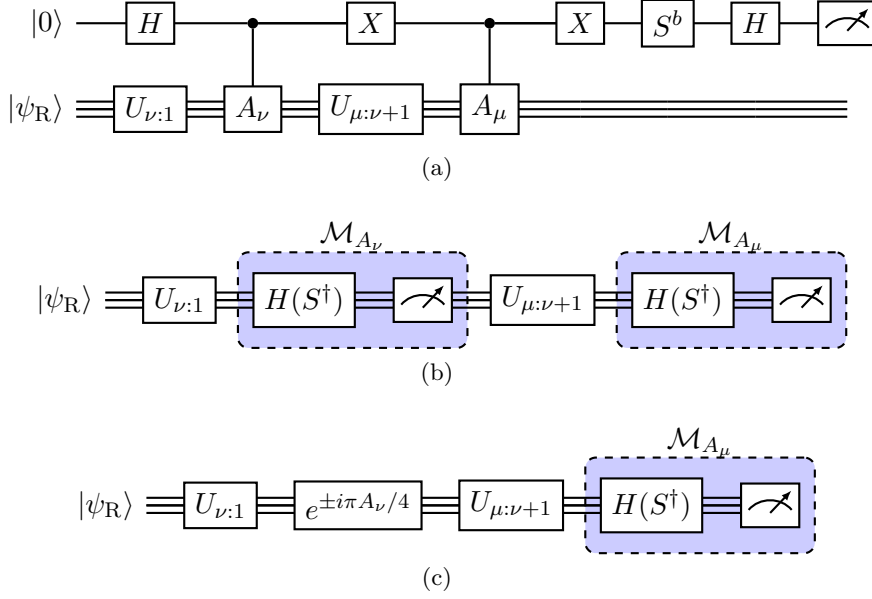 |0⟩ H X X S^b H
|ψ_R⟩ U_{ν:1} A_ν U_{μ:ν+1} A_μ
(a)
ℳ_{A_ν} ℳ_{A_μ}
|ψ_R⟩ U_{ν:1} H(S^†) U_{μ:ν+1} H(S^†)
(b)
ℳ_{A_μ}
|ψ_R⟩ U_{ν:1} e^{±iπA_ν/4} U_{μ:ν+1} H(S^†)
(c)